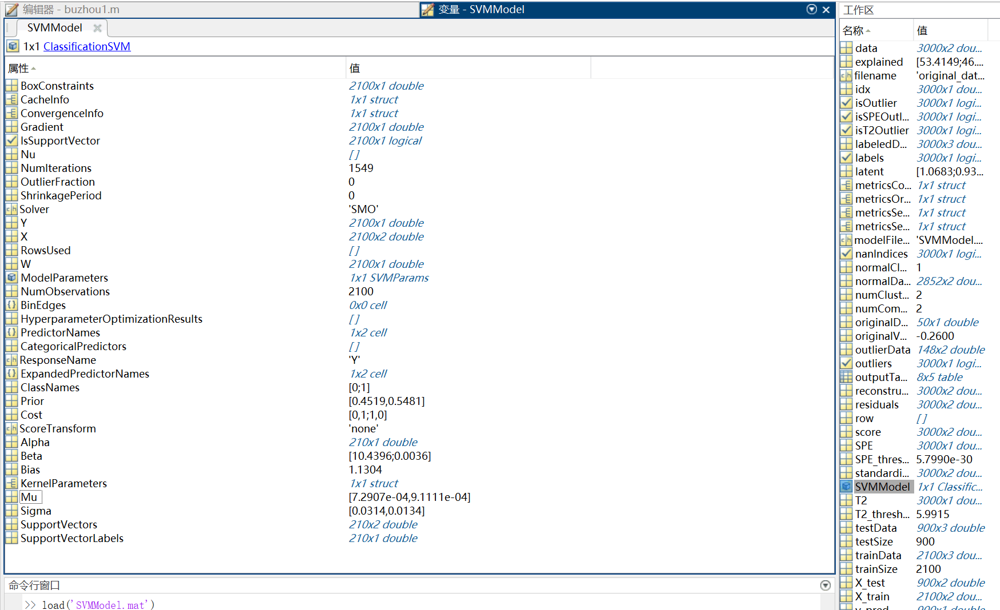 编辑器 - buzhou1.m
变量 - SVMModel
SVMModel
1x1 ClassificationSVM
属性 值
BoxConstraints 2100x1 double
CacheInfo 1x1 struct
ConvergenceInfo 1x1 struct
Gradient 2100x1 double
IsSupportVector 2100x1 logical
Nu []
NumIterations 1549
OutlierFraction 0
ShrinkagePeriod 0
Solver 'SMO'
Y 2100x1 double
X 2100x2 double
RowsUsed []
W 2100x1 double
ModelParameters 1x1 SVMParams
NumObservations 2100
BinEdges 0x0 cell
HyperparameterOptimizationResults []
PredictorNames 1x2 cell
CategoricalPredictors []
ResponseName 'Y'
ExpandedPredictorNames 1x2 cell
ClassNames [0;1]
Prior [0.4519,0.5481]
Cost [0,1;1,0]
ScoreTransform 'none'
Alpha 210x1 double
Beta [10.4396;0.0036]
Bias 1.1304
KernelParameters 1x1 struct
Mu [7.2907e-04,9.1111e-04]
Sigma [0.0314,0.0134]
SupportVectors 210x2 double
SupportVectorLabels 210x1 double
命令行窗口
>> load('SVMModel.mat')
工作区
名称 值
data 3000x2 dou...
explained [53.4149;46....
filename 'original_dat...
idx 3000x1 dou...
isOutlier 3000x1 logi...
isSPEOutl... 3000x1 logi...
isT2Outlier 3000x1 logi...
labeledD... 3000x3 dou...
labels 3000x1 logi...
latent [1.0683;0.93...
metricsCo... 1x1 struct
metricsOr... 1x1 struct
metricsSe... 1x1 struct
metricsSe... 1x1 struct
modelFile... 'SVMModel....
nanIndices 3000x1 logi...
normalCl... 1
normalDa... 2852x2 dou...
numClust... 2
numCom... 2
originalD... 50x1 double
originalV... -0.2600
outlierData 148x2 double
outliers 3000x1 logi...
outputTa... 8x5 table
reconstru... 3000x2 dou...
residuals 3000x2 dou...
row []
score 3000x2 dou...
SPE 3000x1 dou...
SPE_thres... 5.7990e-30
standardi... 3000x2 dou...
SVMModel 1x1 Classific...
T2 3000x1 dou...
T2_thresh... 5.9915
testData 900x3 double
testSize 900
trainData 2100x3 dou...
trainSize 2100
X_test 900x2 double
X_train 2100x2 dou...
y_pred 900x1 double